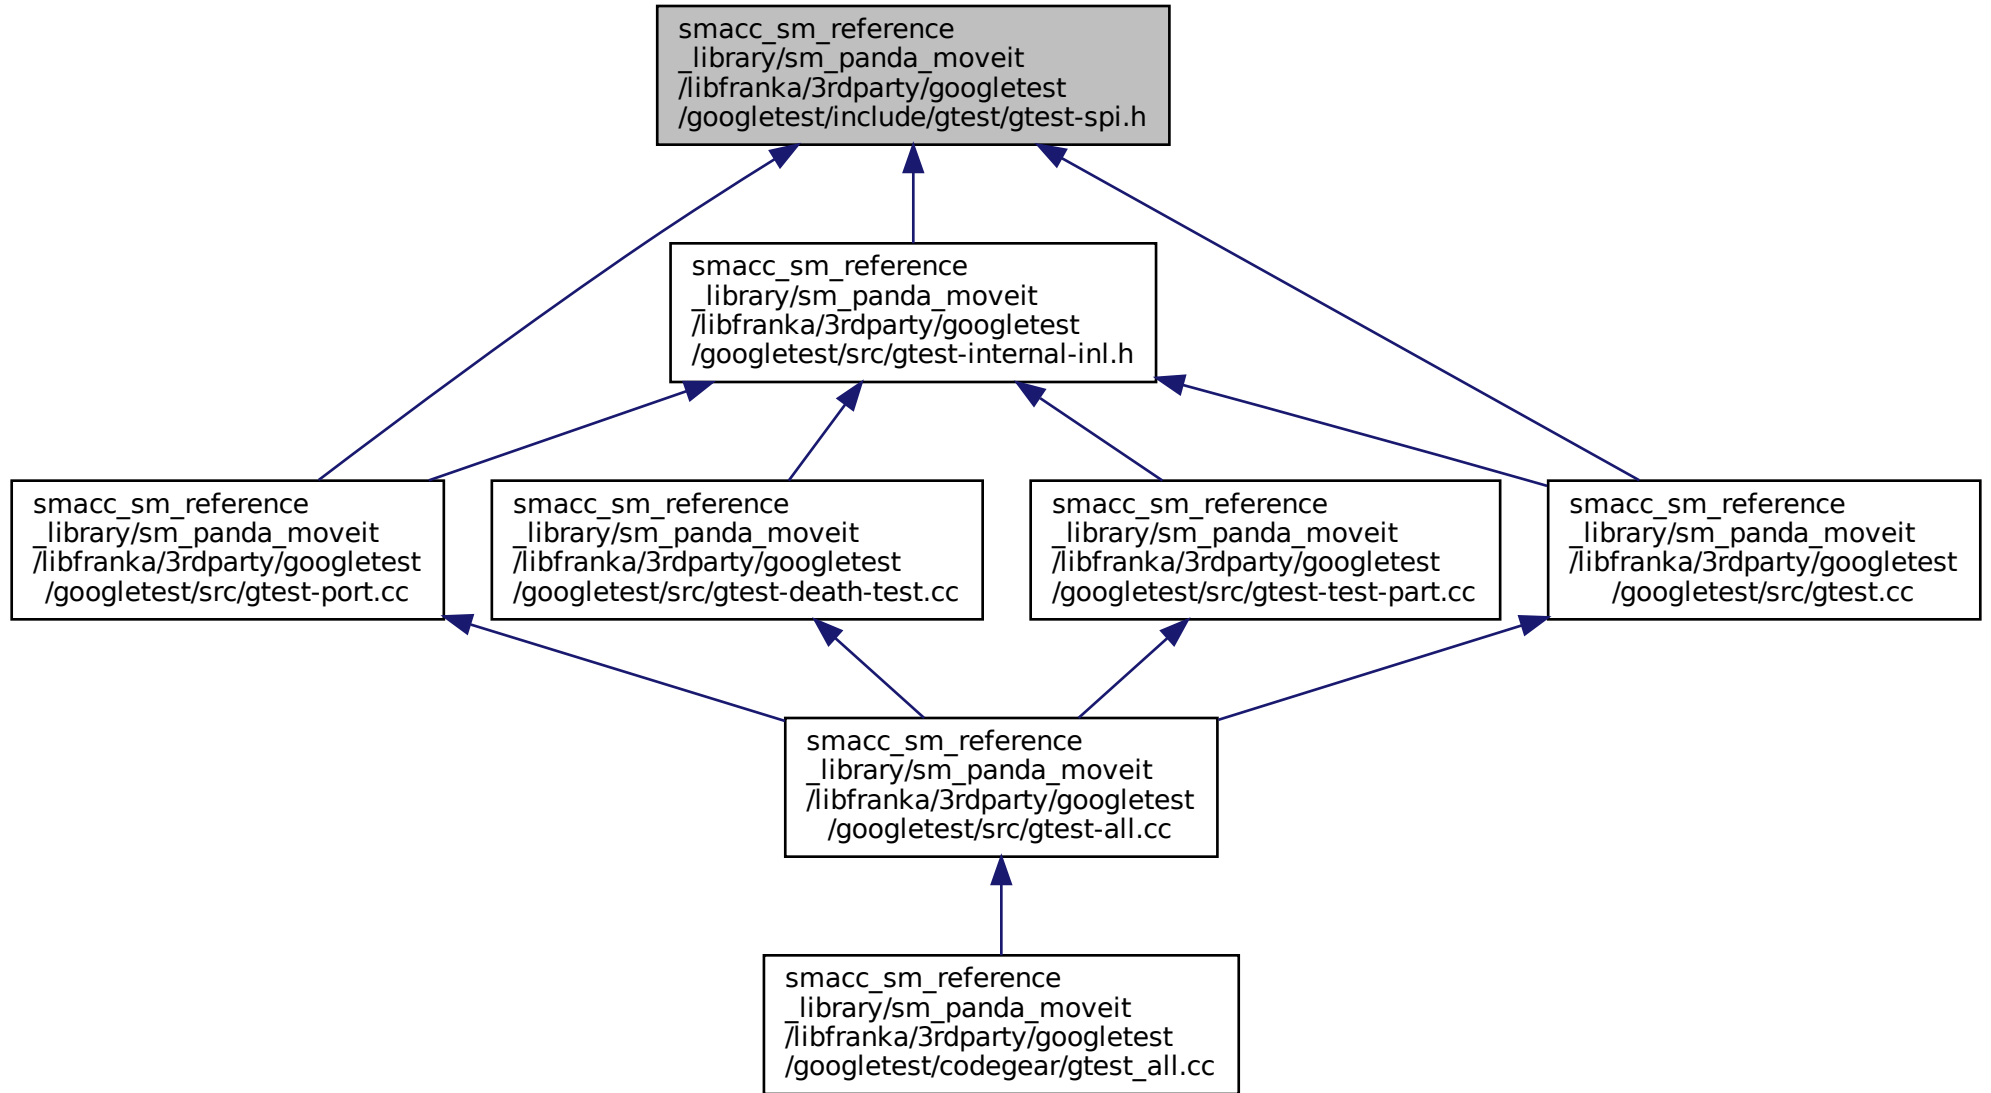 smacc_sm_reference
_library/sm_panda_moveit
/libfranka/3rdparty/googletest
/googletest/include/gtest/gtest-spi.h
smacc_sm_reference
_library/sm_panda_moveit
/libfranka/3rdparty/googletest
/googletest/src/gtest-internal-inl.h
smacc_sm_reference
_library/sm_panda_moveit
/libfranka/3rdparty/googletest
/googletest/src/gtest-port.cc
smacc_sm_reference
_library/sm_panda_moveit
/libfranka/3rdparty/googletest
/googletest/src/gtest-death-test.cc
smacc_sm_reference
_library/sm_panda_moveit
/libfranka/3rdparty/googletest
/googletest/src/gtest-test-part.cc
smacc_sm_reference
_library/sm_panda_moveit
/libfranka/3rdparty/googletest
/googletest/src/gtest.cc
smacc_sm_reference
_library/sm_panda_moveit
/libfranka/3rdparty/googletest
/googletest/src/gtest-all.cc
smacc_sm_reference
_library/sm_panda_moveit
/libfranka/3rdparty/googletest
/googletest/codegear/gtest_all.cc